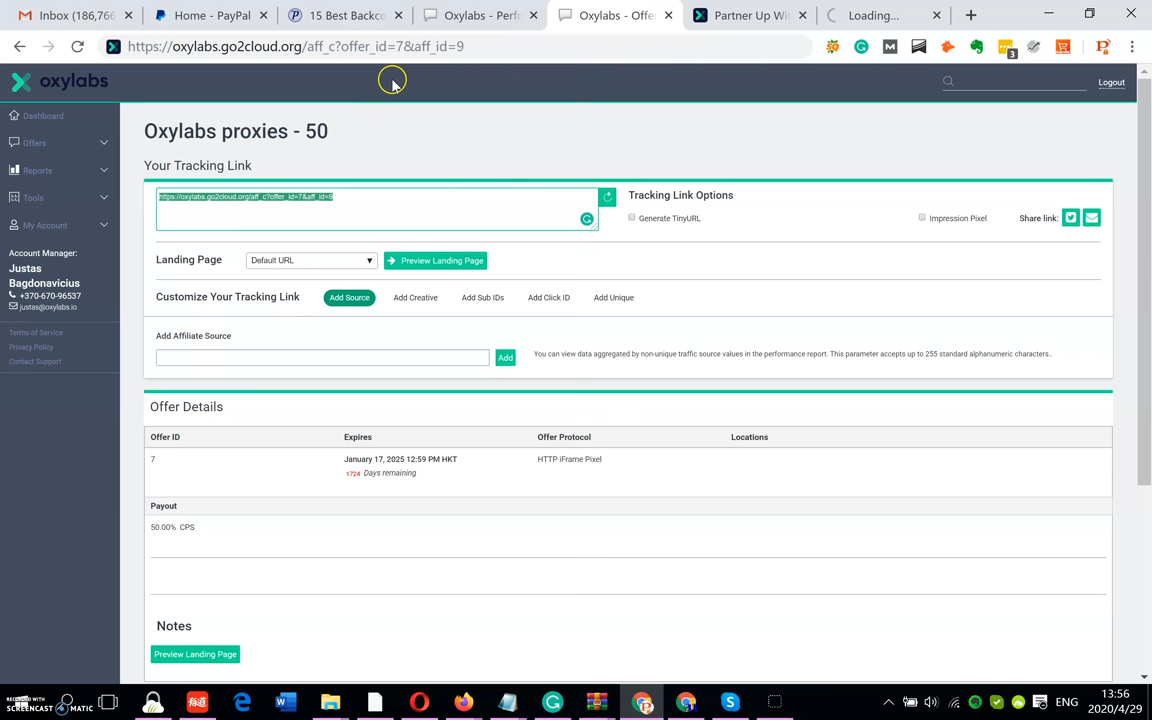 Inbox (186,766
Home - PayPal
15 Best Backco
Oxylabs - Perfo
Oxylabs - Offer
Partner Up Wi
Loading...
https://oxylabs.go2cloud.org/aff_c?offer_id=7&aff_id=9
3
oxylabs
Logout
Dashboard
Offers
Reports
Tools
My Account
Account Manager:
Justas
Bagdonavicius
+370-670-96537
justas@oxylabs.io
Terms of Service
Privacy Policy
Contact Support
Oxylabs proxies - 50
Your Tracking Link
https://oxylabs.go2cloud.org/aff_c?offer_id=7&aff_id=9
Tracking Link Options
Generate TinyURL
Impression Pixel
Share link:
Landing Page
Default URL
Preview Landing Page
Customize Your Tracking Link
Add Source
Add Creative
Add Sub IDs
Add Click ID
Add Unique
Add Affiliate Source
Add
You can view data aggregated by non-unique traffic source values in the performance report. This parameter accepts up to 255 standard alphanumeric characters..
Offer Details
Offer ID
Expires
Offer Protocol
Locations
7
January 17, 2025 12:59 PM HKT
HTTP iFrame Pixel
1724 Days remaining
Payout
50.00% CPS
Notes
Preview Landing Page
RECORDED WITH
SCREENCAST MATIC
有道
ENG
13:56
2020/4/29